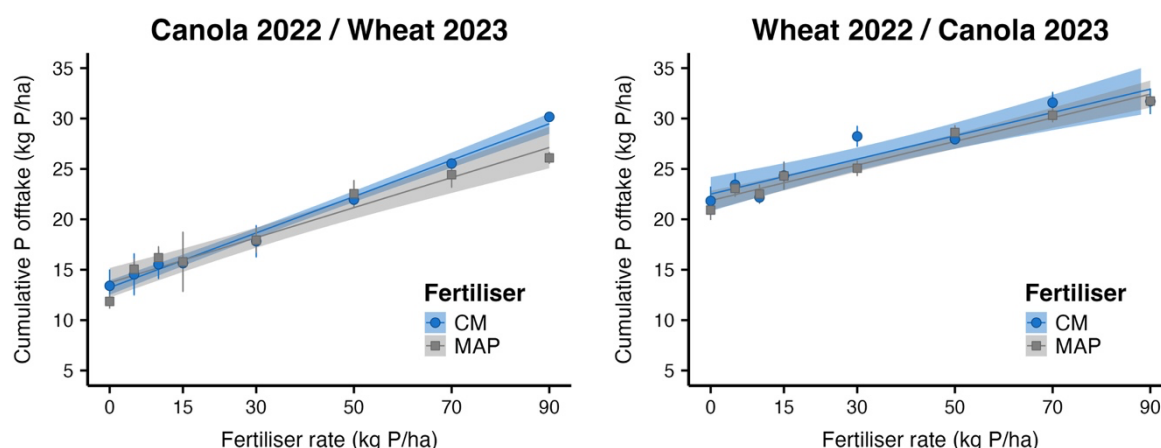 Canola 2022 / Wheat 2023
Cumulative P offtake (kg P/ha)
35
30
25
20
15
10
5
Fertiliser
CM
MAP
0 15 30 50 70 90
Fertiliser rate (kg P/ha)
Wheat 2022 / Canola 2023
Cumulative P offtake (kg P/ha)
35
30
25
20
15
10
5
Fertiliser
CM
MAP
0 15 30 50 70 90
Fertiliser rate (kg P/ha)